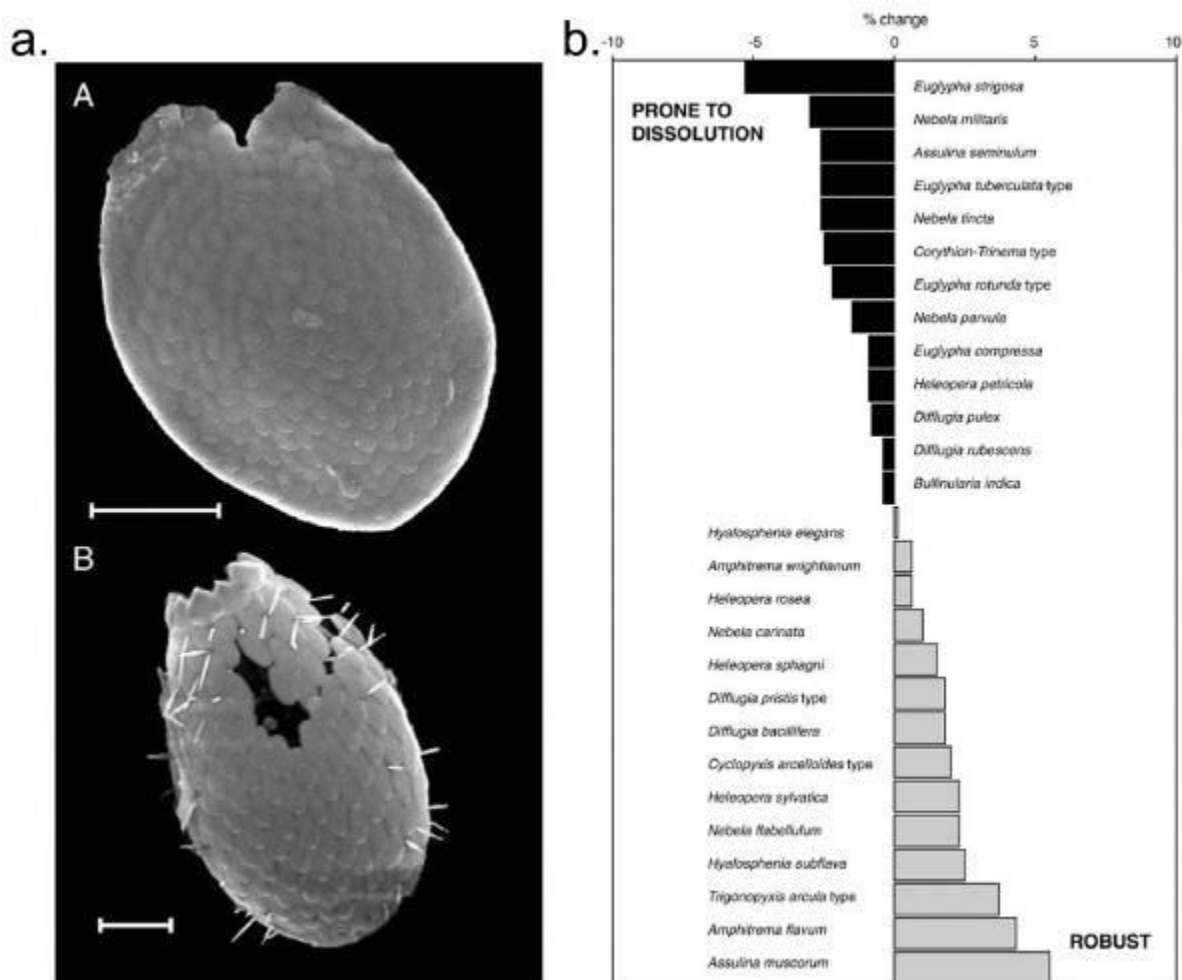 a.
A
B
b.
% change
-10 -5 0 5 10
PRONE TO
DISSOLUTION
Euglypha strigosa
Nebela militaris
Assulina seminulum
Euglypha tuberculata type
Nebela tincta
Corythion-Trinema type
Euglypha rotunda type
Nebela parvula
Euglypha compressa
Heleopera petricola
Difflugia pulex
Difflugia rubescens
Bullinularia indica
Hyalosphenia elegans
Amphitrema wrightianum
Heleopera rosea
Nebela carinata
Heleopera sphagni
Difflugia pristis type
Difflugia bacillifera
Cyclopyxis arcelloides type
Heleopera sylvatica
Nebela flabellulum
Hyalosphenia subflava
Trigonopyxis arcula type
Amphitrema flavum
ROBUST
Assulina muscorum